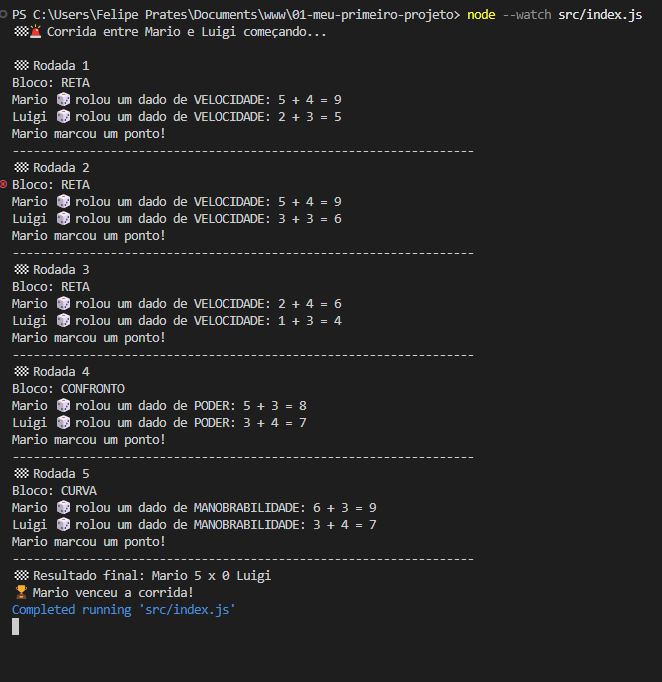 PS C:\Users\Felipe Prates\Documents\www\01-meu-primeiro-projeto> node --watch src/index.js
🏁🚨 Corrida entre Mario e Luigi começando...
🏁 Rodada 1
Bloco: RETA
Mario 🎲 rolou um dado de VELOCIDADE: 5 + 4 = 9
Luigi 🎲 rolou um dado de VELOCIDADE: 2 + 3 = 5
Mario marcou um ponto!
-----------------------------------------------------------
🏁 Rodada 2
Bloco: RETA
Mario 🎲 rolou um dado de VELOCIDADE: 5 + 4 = 9
Luigi 🎲 rolou um dado de VELOCIDADE: 3 + 3 = 6
Mario marcou um ponto!
-----------------------------------------------------------
🏁 Rodada 3
Bloco: RETA
Mario 🎲 rolou um dado de VELOCIDADE: 2 + 4 = 6
Luigi 🎲 rolou um dado de VELOCIDADE: 1 + 3 = 4
Mario marcou um ponto!
-----------------------------------------------------------
🏁 Rodada 4
Bloco: CONFRONTO
Mario 🎲 rolou um dado de PODER: 5 + 3 = 8
Luigi 🎲 rolou um dado de PODER: 3 + 4 = 7
Mario marcou um ponto!
-----------------------------------------------------------
🏁 Rodada 5
Bloco: CURVA
Mario 🎲 rolou um dado de MANOBRABILIDADE: 6 + 3 = 9
Luigi 🎲 rolou um dado de MANOBRABILIDADE: 3 + 4 = 7
Mario marcou um ponto!
-----------------------------------------------------------
🏁 Resultado final: Mario 5 x 0 Luigi
🏆 Mario venceu a corrida!
Completed running 'src/index.js'